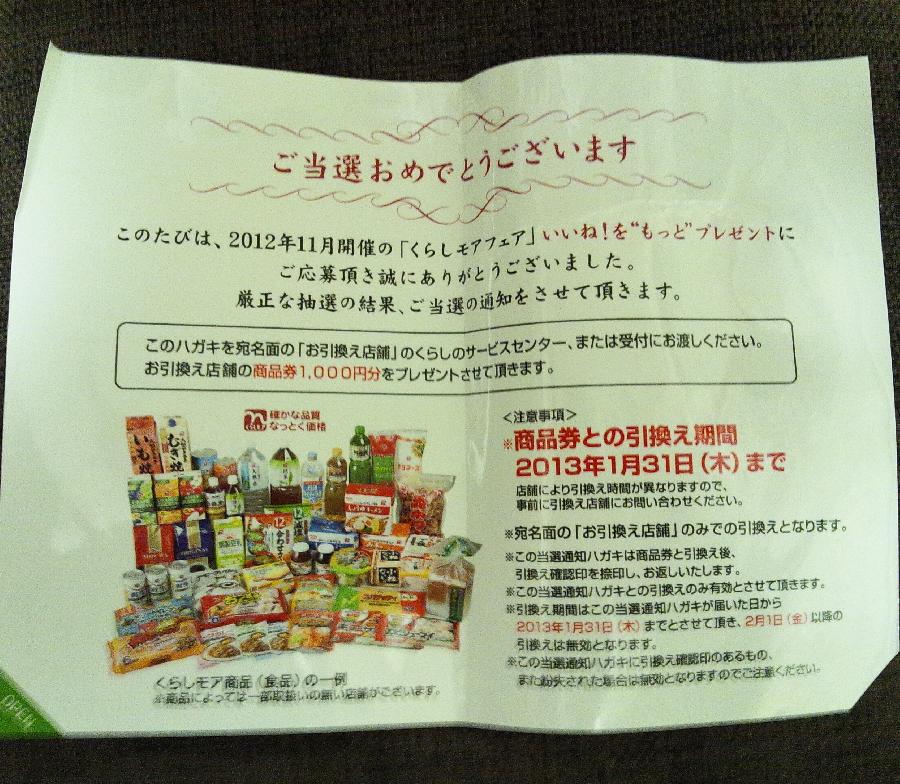 ご当選おめでとうございます
このたびは、2012年11月開催の「くらしモアフェア」いいね!を"もっと"プレゼントに
ご応募頂き誠にありがとうございました。
厳正な抽選の結果、ご当選の通知をさせて頂きます。
このハガキを宛名面の「お引換え店舗」のくらしのサービスセンター、または受付にお渡しください。
お引換え店舗の商品券1,000円分をプレゼントさせて頂きます。
確かな品質
なっとく価格
くらしモア商品(食品)の一例
※商品によっては一部取扱いの無い店舗がございます。
<注意事項>
※商品券との引換え期間
2013年1月31日(木)まで
店舗により引換え時間が異なりますので、
事前に引換え店舗にお問い合わせください。
※宛名面の「お引換え店舗」のみでの引換えとなります。
※この当選通知ハガキは商品券と引換え後、
引換え確認印を捺印し、お返しいたします。
※この当選通知ハガキとの引換えのみ有効とさせて頂きます。
※引換え期間はこの当選通知ハガキが届いた日から
2013年1月31日(木)までとさせて頂き、2月1日(金)以降の
引換えは無効となります。
※この当選通知ハガキに引換え確認印のあるもの、
また紛失された場合は無効となりますのでご注意ください。
OPEN